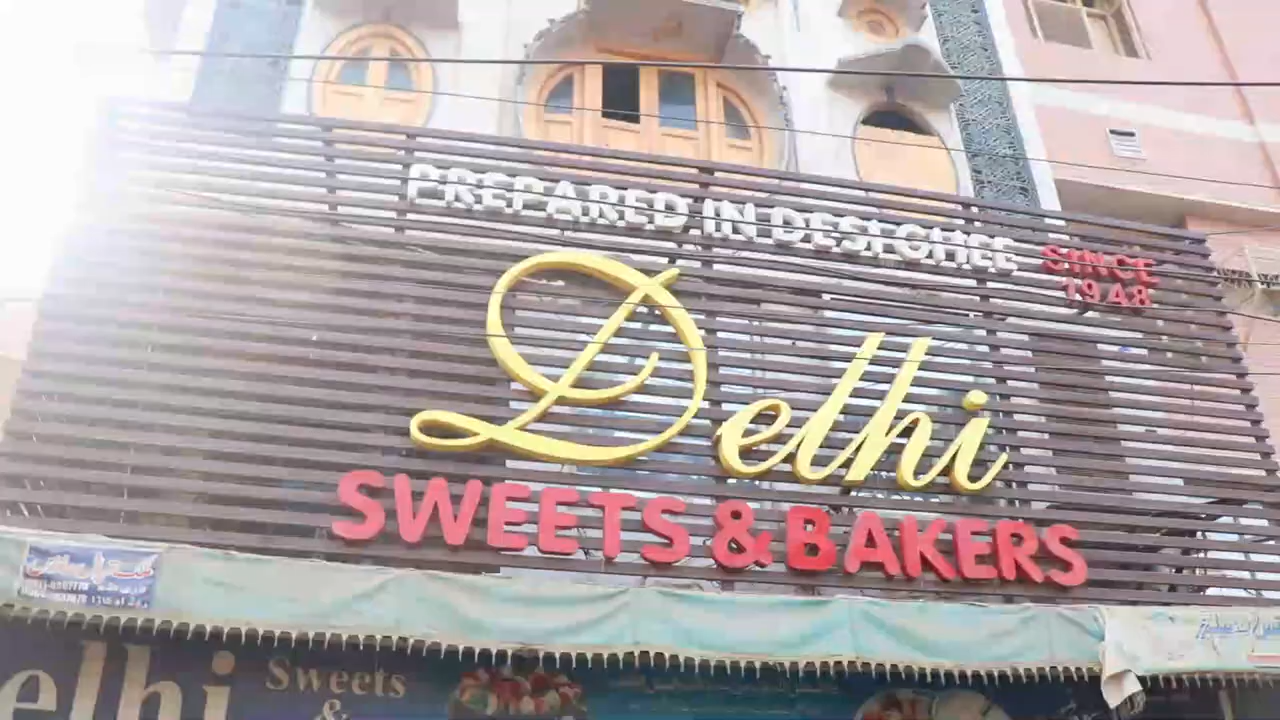 PREPARED IN DESI GHEE
SINCE
1948
Delhi
SWEETS & BAKERS
elhi
Sweets
&